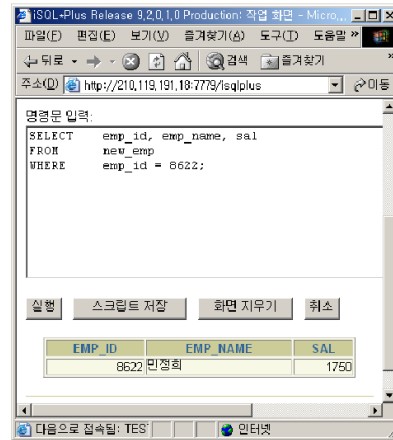 iSQL*Plus Release 9,2,0,1,0 Production: 작업 화면 - Micro,,,
파일(F) 편집(E) 보기(V) 즐겨찾기(A) 도구(T) 도움말 »
뒤로 검색 즐겨찾기 »
주소(D) http://210,119,191,18:7779/isqlplus 이동
명령문 입력:
SELECT emp_id, emp_name, sal
FROM new_emp
WHERE emp_id = 8622;
실행 스크립트 저장 화면 지우기 취소
EMP_ID EMP_NAME SAL
8622 민정희 1750
다음으로 접속됨: TES 인터넷